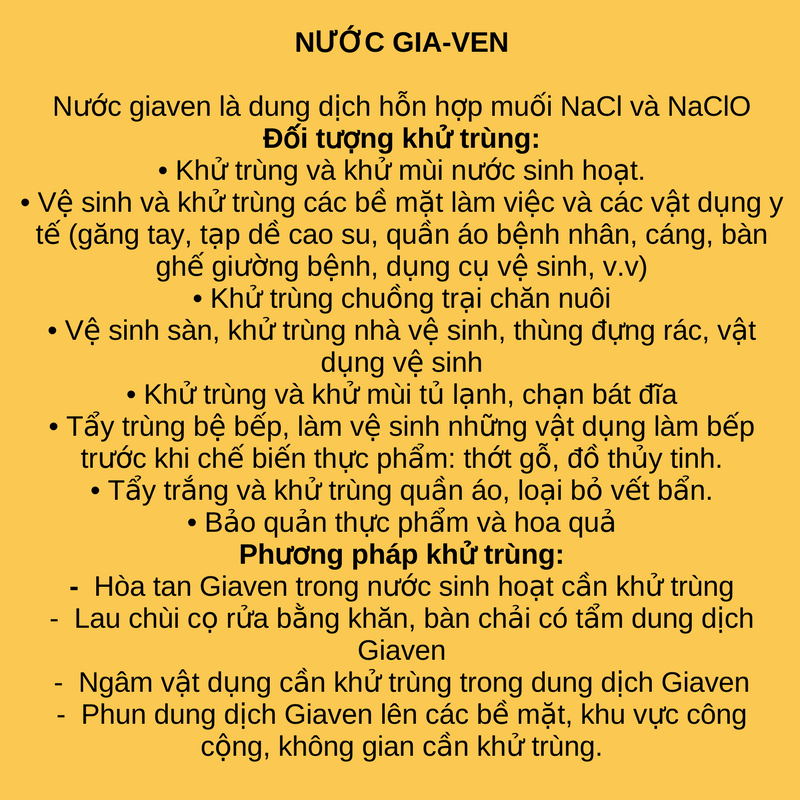 NƯỚC GIA-VEN
Nước giaven là dung dịch hỗn hợp muối NaCl và NaClO
Đối tượng khử trùng:
• Khử trùng và khử mùi nước sinh hoạt.
• Vệ sinh và khử trùng các bề mặt làm việc và các vật dụng y
tế (găng tay, tạp dề cao su, quần áo bệnh nhân, cáng, bàn
ghế giường bệnh, dụng cụ vệ sinh, v.v)
• Khử trùng chuồng trại chăn nuôi
• Vệ sinh sàn, khử trùng nhà vệ sinh, thùng đựng rác, vật
dụng vệ sinh
• Khử trùng và khử mùi tủ lạnh, chạn bát đĩa
• Tẩy trùng bệ bếp, làm vệ sinh những vật dụng làm bếp
trước khi chế biến thực phẩm: thớt gỗ, đồ thủy tinh.
• Tẩy trắng và khử trùng quần áo, loại bỏ vết bẩn.
• Bảo quản thực phẩm và hoa quả
Phương pháp khử trùng:
- Hòa tan Giaven trong nước sinh hoạt cần khử trùng
- Lau chùi cọ rửa bằng khăn, bàn chải có tẩm dung dịch
Giaven
- Ngâm vật dụng cần khử trùng trong dung dịch Giaven
- Phun dung dịch Giaven lên các bề mặt, khu vực công
cộng, không gian cần khử trùng.